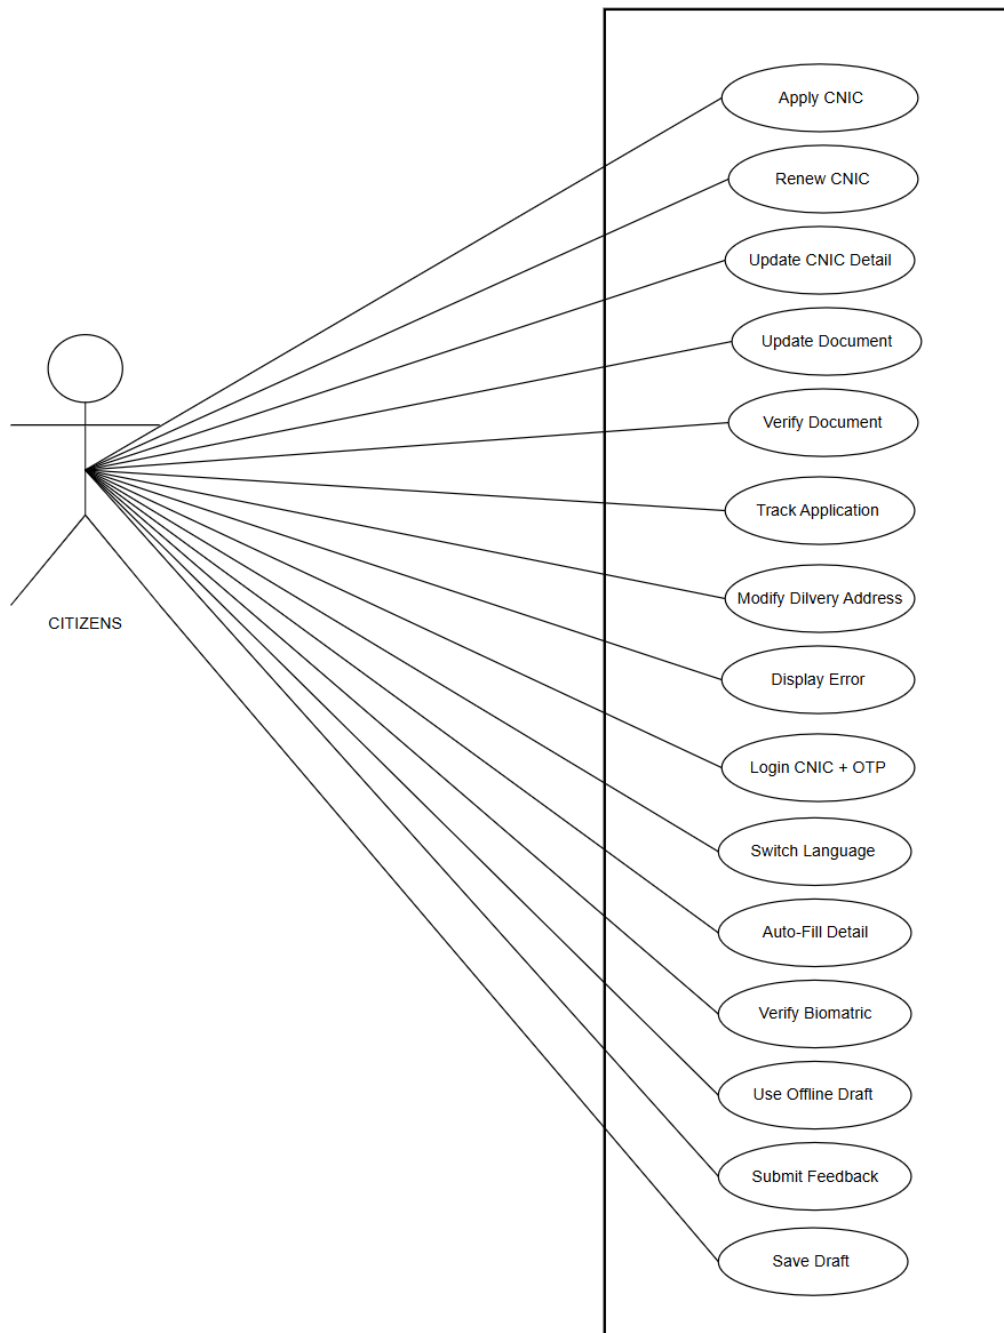 Apply CNIC
Renew CNIC
Update CNIC Detail
Update Document
Verify Document
Track Application
Modify Dilvery Address
Display Error
Login CNIC + OTP
Switch Language
Auto-Fill Detail
Verify Biomatric
Use Offline Draft
Submit Feedback
Save Draft
CITIZENS